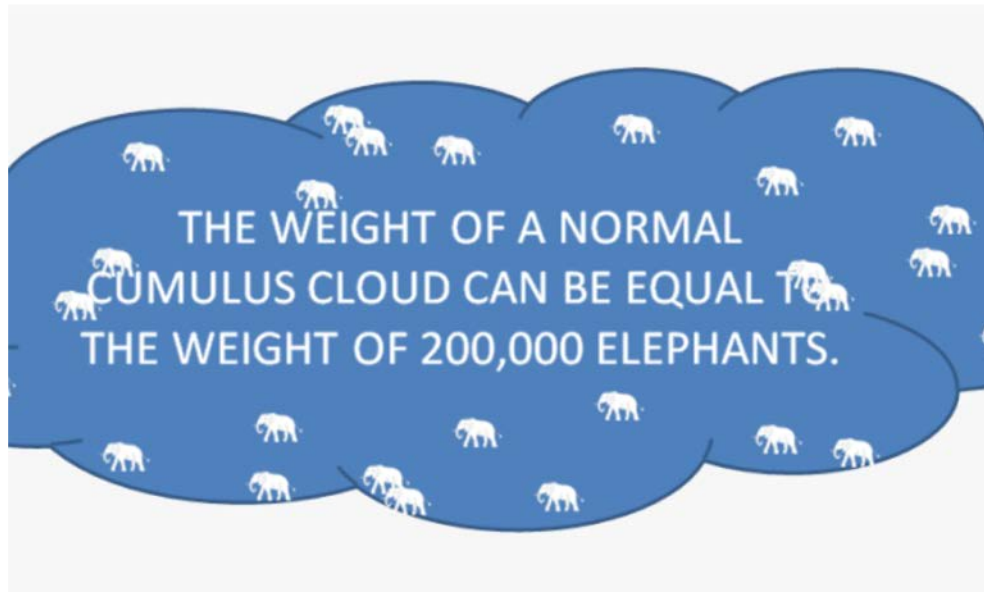 THE WEIGHT OF A NORMAL
CUMULUS CLOUD CAN BE EQUAL TO
THE WEIGHT OF 200,000 ELEPHANTS.